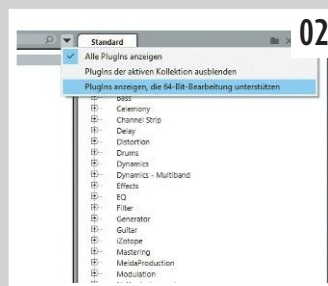 02
Standard
Alle PlugIns anzeigen
PlugIns der aktiven Kollektion ausblenden
PlugIns anzeigen, die 64-Bit-Bearbeitung unterstützen
Bass
Celemony
Channel Strip
Delay
Distortion
Drums
Dynamics
Dynamics - Multiband
Effects
EQ
Filter
Generator
Guitar
iZotope
Mastering
MeldaProduction
Modulation